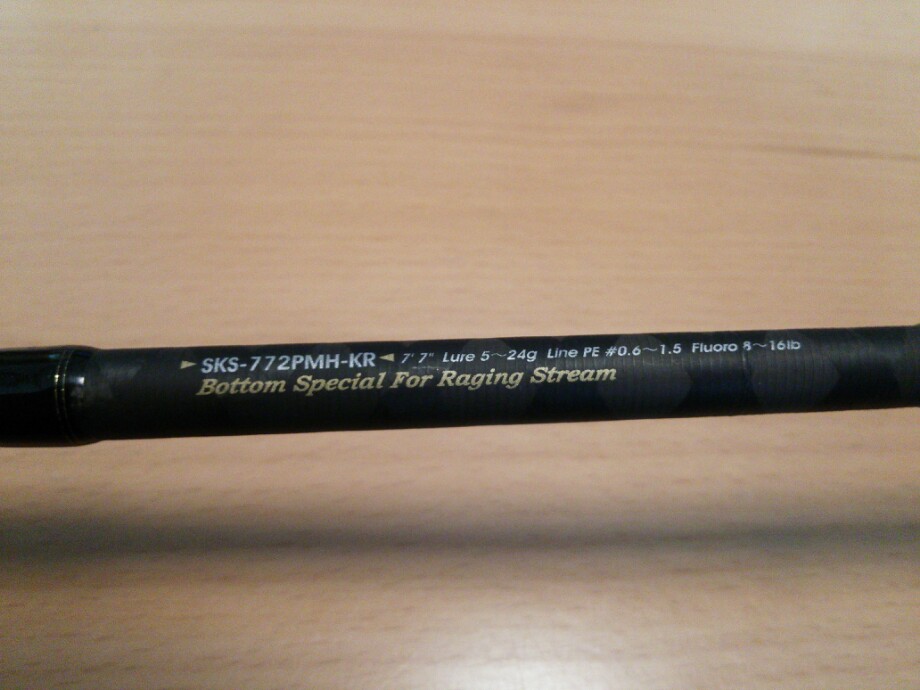 ►SKS-772PMH-KR◄ 7' 7" Lure 5~24g Line PE #0.6~1.5 Fluoro 8~16lb
Bottom Special For Raging Stream